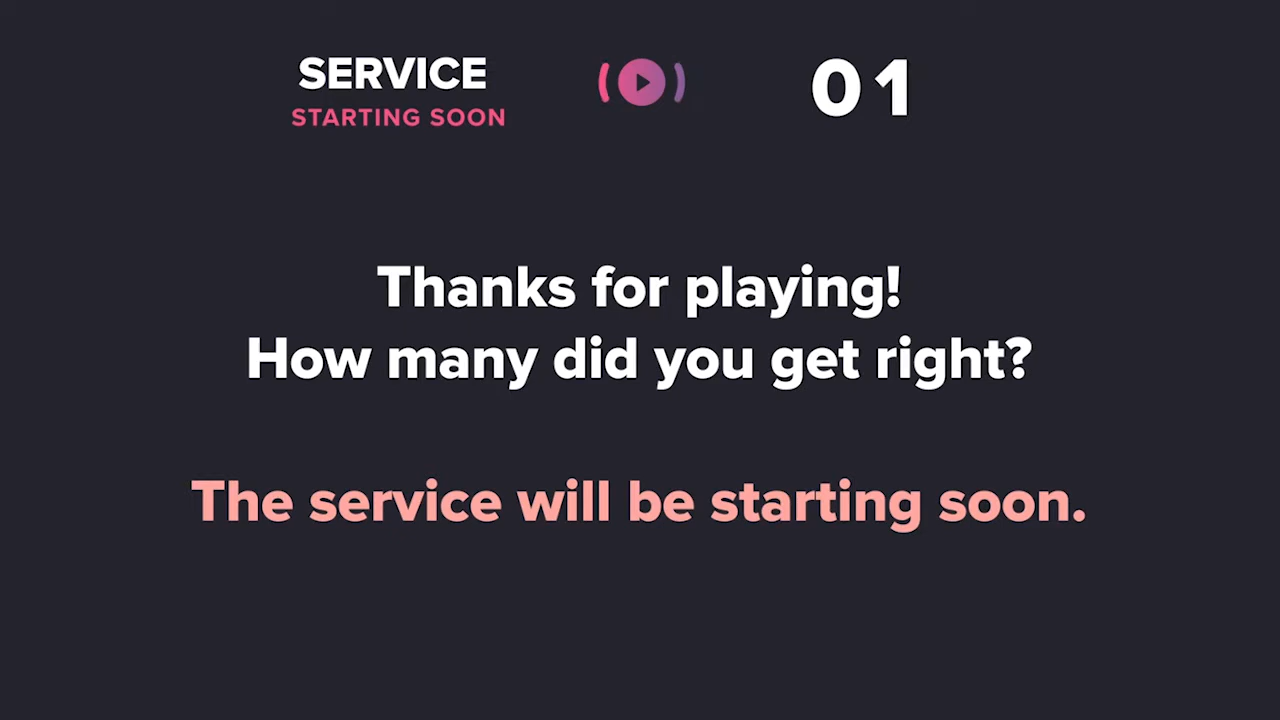 SERVICE
STARTING SOON
01
Thanks for playing!
How many did you get right?
The service will be starting soon.